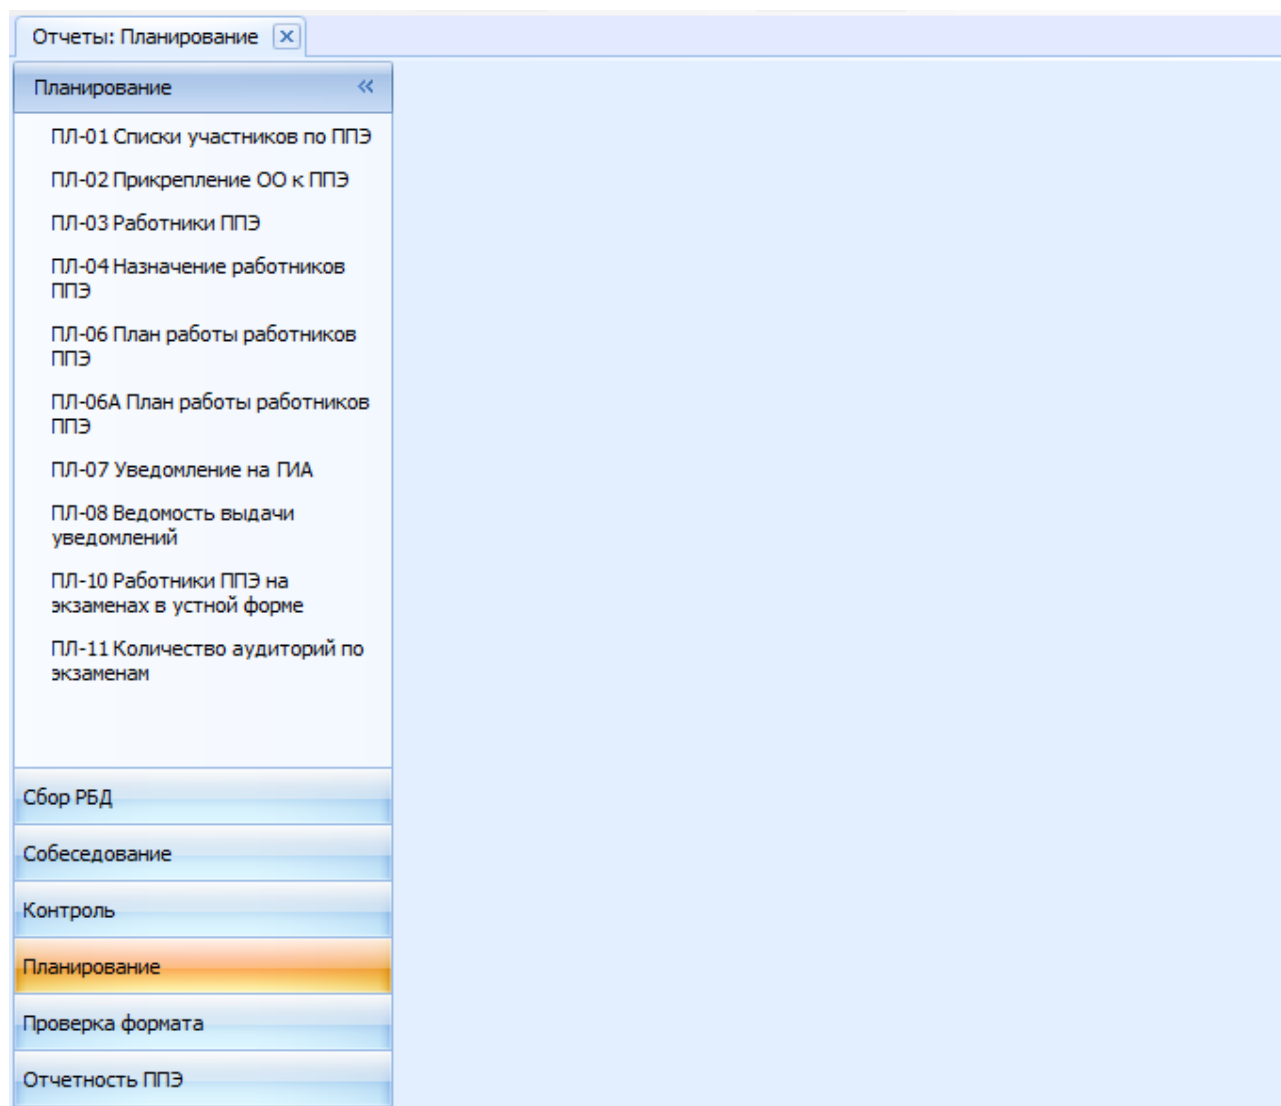 Отчеты: Планирование
Планирование
ПЛ-01 Списки участников по ППЭ
ПЛ-02 Прикрепление ОО к ППЭ
ПЛ-03 Работники ППЭ
ПЛ-04 Назначение работников
ППЭ
ПЛ-06 План работы работников
ППЭ
ПЛ-06А План работы работников
ППЭ
ПЛ-07 Уведомление на ГИА
ПЛ-08 Ведомость выдачи
уведомлений
ПЛ-10 Работники ППЭ на
экзаменах в устной форме
ПЛ-11 Количество аудиторий по
экзаменам
Сбор РБД
Собеседование
Контроль
Планирование
Проверка формата
Отчетность ППЭ